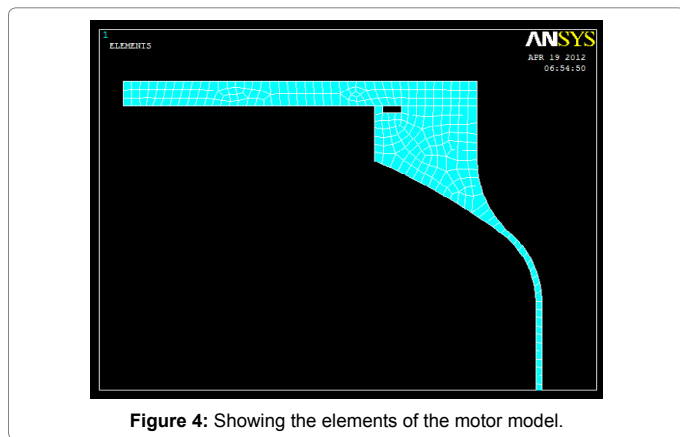 1
ELEMENTS
ANSYS
APR 19 2012
06:54:50
Figure 4: Showing the elements of the motor model.